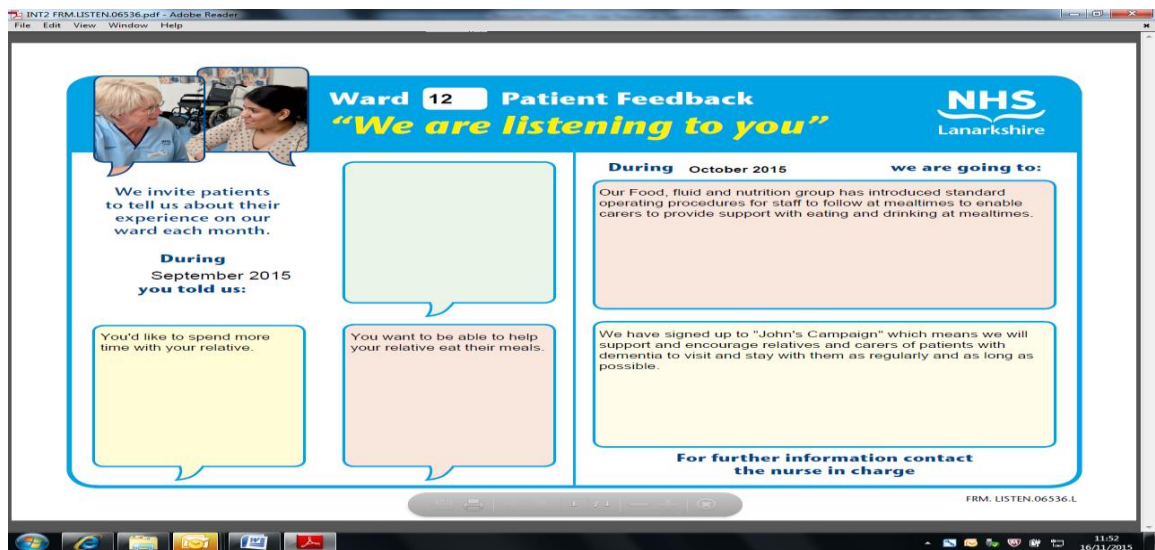 INT2 FRM.LISTEN.06536.pdf - Adobe Reader
File Edit View Window Help
Ward 12 Patient Feedback
"We are listening to you"
NHS
Lanarkshire
We invite patients
to tell us about their
experience on our
ward each month.
During
September 2015
you told us:
You'd like to spend more
time with your relative.
You want to be able to help
your relative eat their meals.
During October 2015 we are going to:
Our Food, fluid and nutrition group has introduced standard
operating procedures for staff to follow at mealtimes to enable
carers to provide support with eating and drinking at mealtimes.
We have signed up to "John's Campaign" which means we will
support and encourage relatives and carers of patients with
dementia to visit and stay with them as regularly and as long as
possible.
For further information contact
the nurse in charge
FRM. LISTEN.06536.L
11:52
16/11/2015